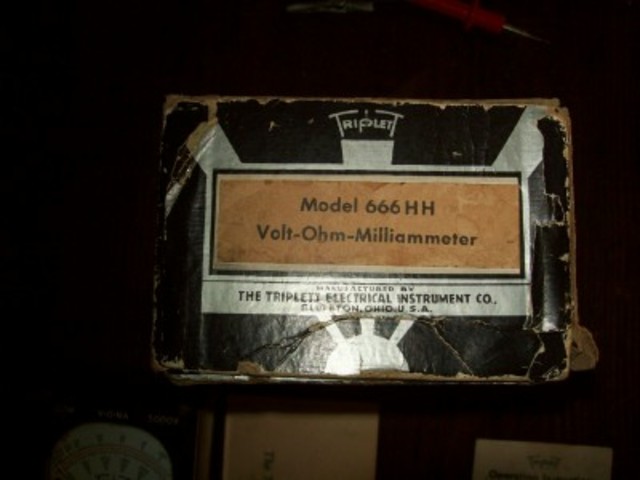 TRIPLETT
Model 666 HH
Volt-Ohm-Milliammeter
MANUFACTURED BY
THE TRIPLETT ELECTRICAL INSTRUMENT CO.
BLUFFTON, OHIO, U.S.A.